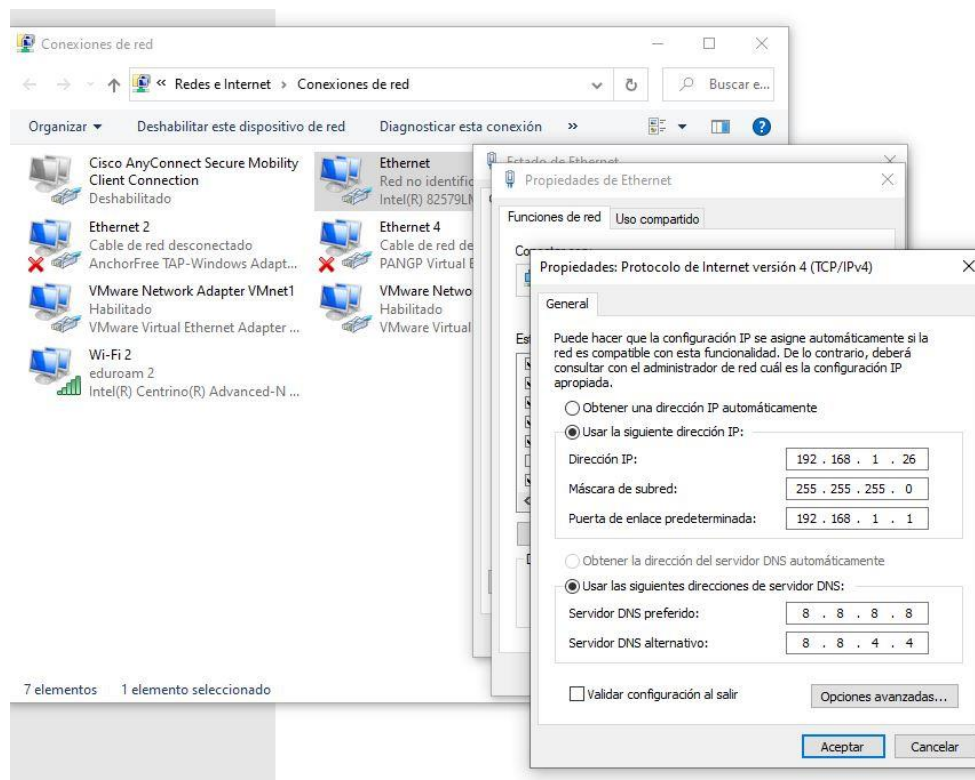 Conexiones de red
« Redes e Internet > Conexiones de red
Buscar e...
Organizar
Deshabilitar este dispositivo de red
Diagnosticar esta conexión
»
Cisco AnyConnect Secure Mobility
Client Connection
Deshabilitado
Ethernet
Red no identific
Intel(R) 82579LM
Ethernet 2
Cable de red desconectado
AnchorFree TAP-Windows Adapt...
Ethernet 4
Cable de red de
PANGP Virtual E
VMware Network Adapter VMnet1
Habilitado
VMware Virtual Ethernet Adapter ...
VMware Netwo
Habilitado
VMware Virtual
Wi-Fi 2
eduroam 2
Intel(R) Centrino(R) Advanced-N ...
7 elementos
1 elemento seleccionado
Estado de Ethernet
Propiedades de Ethernet
Funciones de red
Uso compartido
Propiedades: Protocolo de Internet versión 4 (TCP/IPv4)
General
Puede hacer que la configuración IP se asigne automáticamente si la
red es compatible con esta funcionalidad. De lo contrario, deberá
consultar con el administrador de red cuál es la configuración IP
apropiada.
Obtener una dirección IP automáticamente
Usar la siguiente dirección IP:
Dirección IP: 192 . 168 . 1 . 26
Máscara de subred: 255 . 255 . 255 . 0
Puerta de enlace predeterminada: 192 . 168 . 1 . 1
Obtener la dirección del servidor DNS automáticamente
Usar las siguientes direcciones de servidor DNS:
Servidor DNS preferido: 8 . 8 . 8 . 8
Servidor DNS alternativo: 8 . 8 . 4 . 4
Validar configuración al salir
Opciones avanzadas...
Aceptar
Cancelar